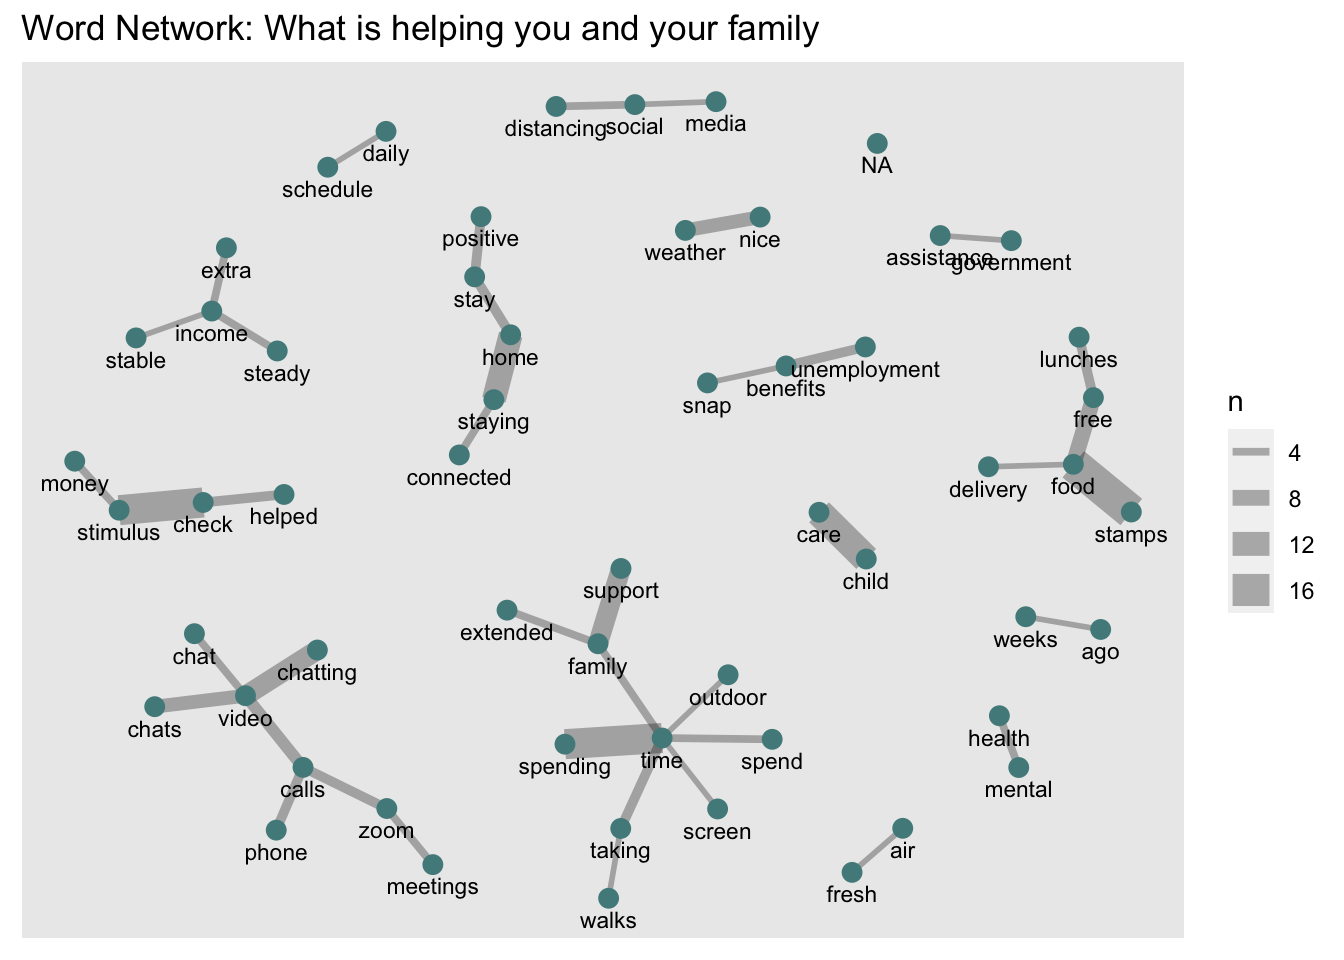 Word Network: What is helping you and your family
distancing
social
media
daily
NA
schedule
positive
nice
weather
assistance
government
extra
stay
income
stable
steady
home
lunches
unemployment
benefits
snap
free
staying
connected
money
stimulus
check
helped
delivery
food
stamps
care
child
support
extended
family
weeks
ago
chat
chatting
chats
video
outdoor
health
spending
time
spend
mental
calls
zoom
screen
phone
taking
air
meetings
fresh
walks
n
4
8
12
16